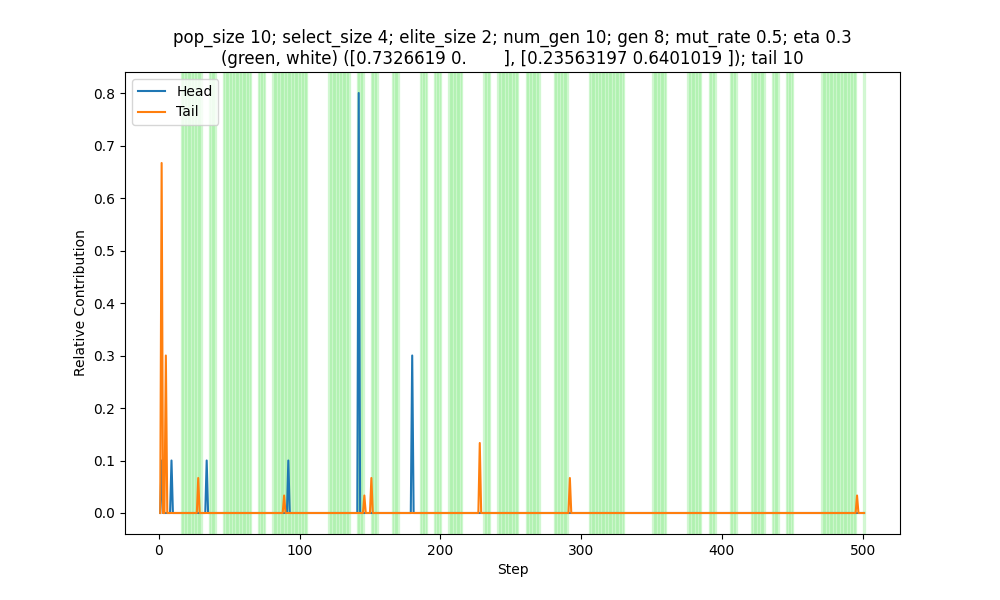 pop_size 10; select_size 4; elite_size 2; num_gen 10; gen 8; mut_rate 0.5; eta 0.3
(green, white) ([0.7326619 0.        ], [0.23563197 0.6401019 ]); tail 10
Head
Tail
0.8
0.7
0.6
0.5
0.4
0.3
0.2
0.1
0.0
Relative Contribution
0 100 200 300 400 500
Step